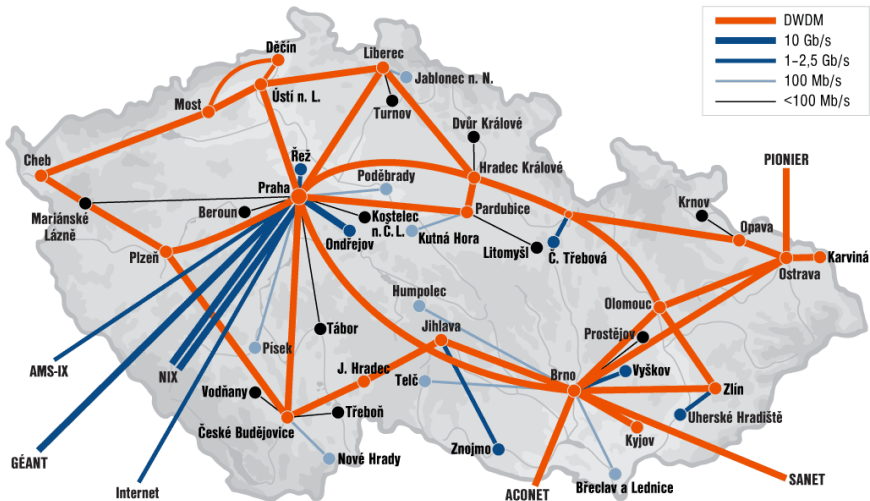 DWDM
10 Gb/s
1–2,5 Gb/s
100 Mb/s
<100 Mb/s
Děčín
Liberec
Jablonec n. N.
Ústí n. L.
Most
Turnov
Dvůr Králové
Cheb
Řež
Hradec Králové
PIONIER
Praha
Poděbrady
Mariánské
Lázně
Beroun
Kostelec
n.Č.L.
Pardubice
Krnov
Opava
Ondřejov
Kutná Hora
Litomyšl
Č. Třebová
Plzeň
Karviná
Ostrava
Humpolec
Olomouc
Tábor
Jihlava
Prostějov
Písek
AMS-IX
NIX
J. Hradec
Telč
Brno
Vyškov
Zlín
Vodňany
Třeboň
Uherské Hradiště
České Budějovice
Kyjov
GÉANT
Nové Hrady
Znojmo
Internet
ACONET
Břeclav a Lednice
SANET